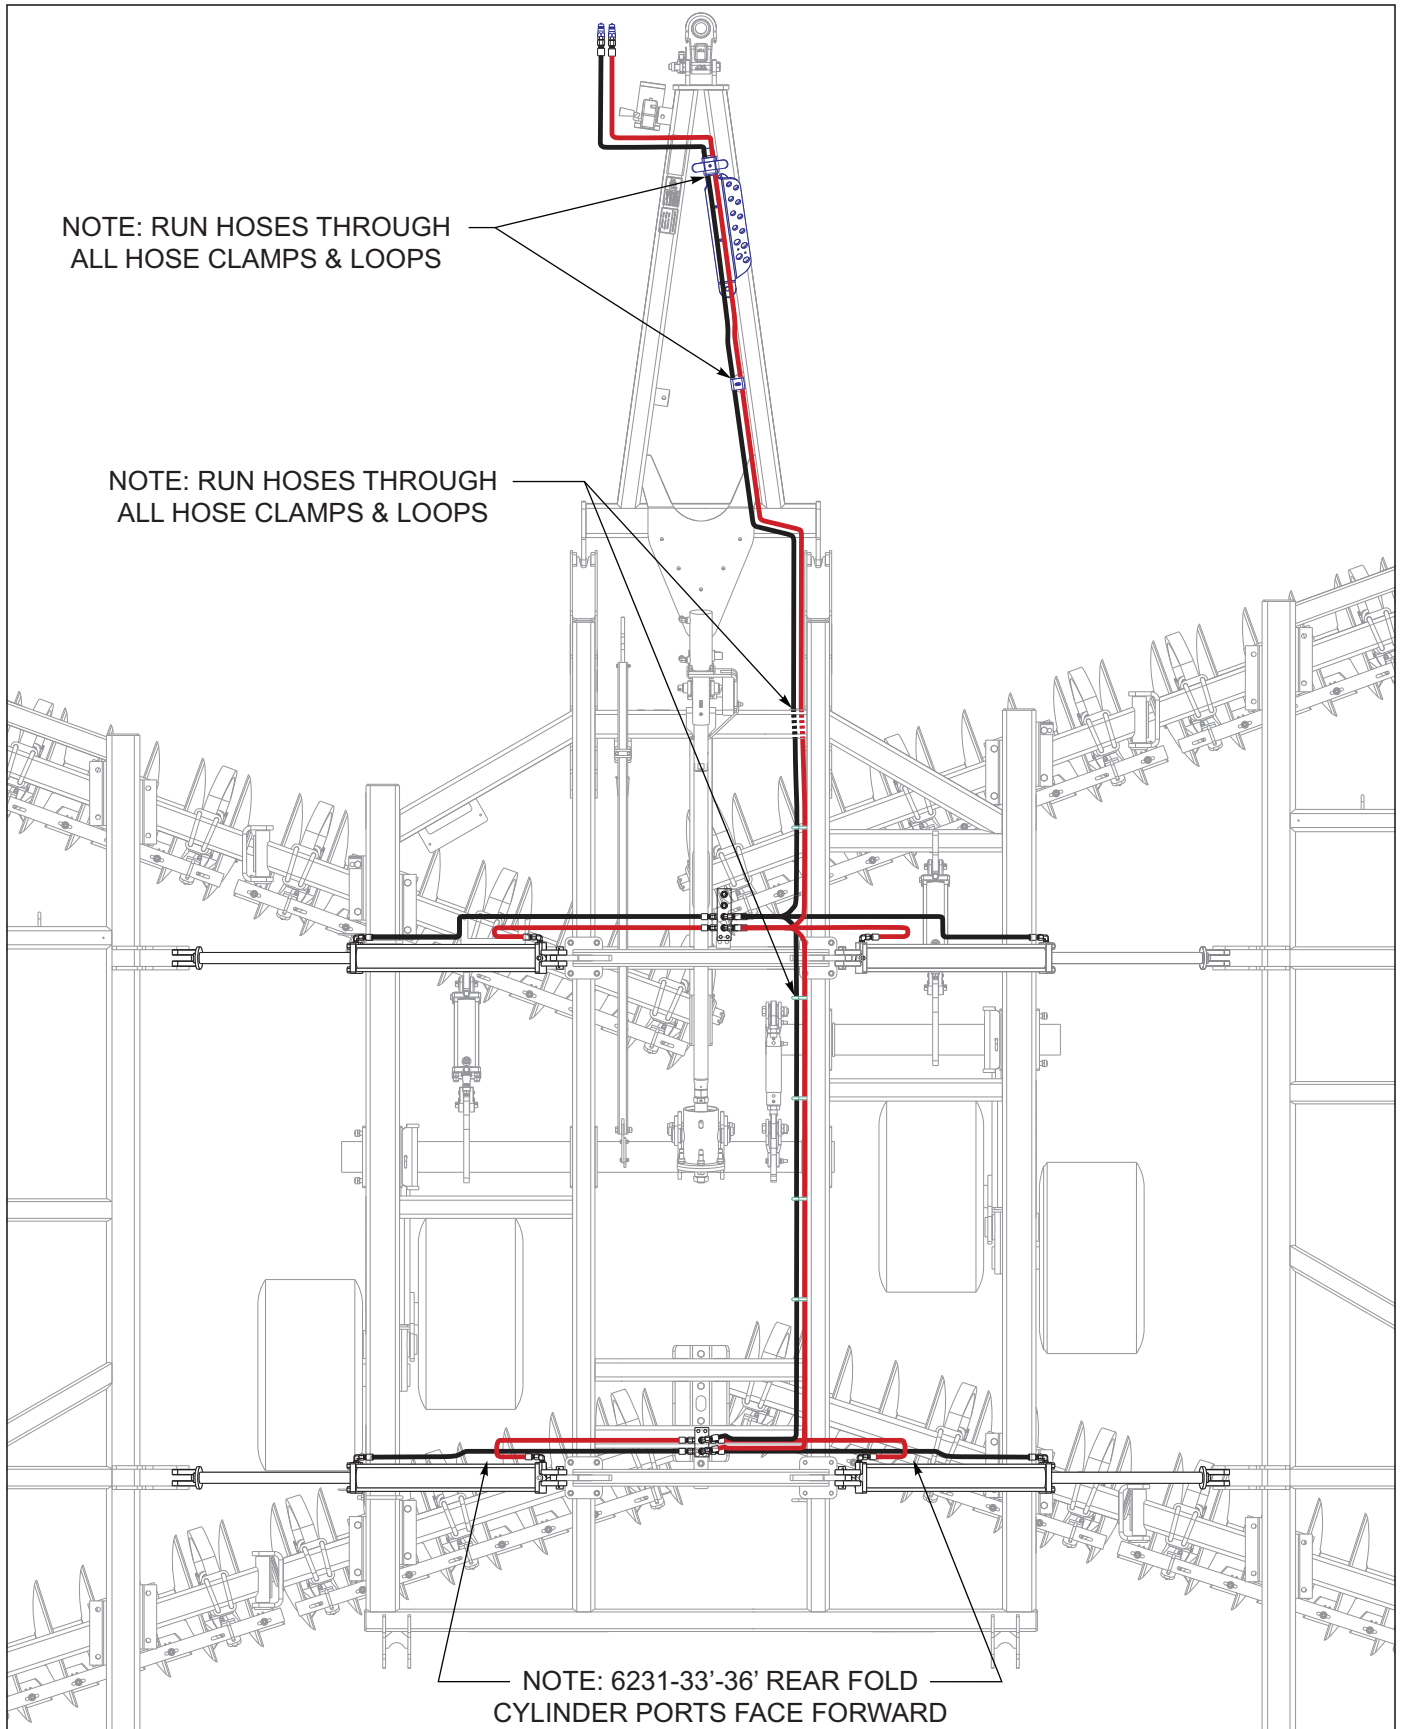 NOTE: RUN HOSES THROUGH
ALL HOSE CLAMPS & LOOPS
NOTE: RUN HOSES THROUGH
ALL HOSE CLAMPS & LOOPS
NOTE: 6231-33’-36’ REAR FOLD
CYLINDER PORTS FACE FORWARD